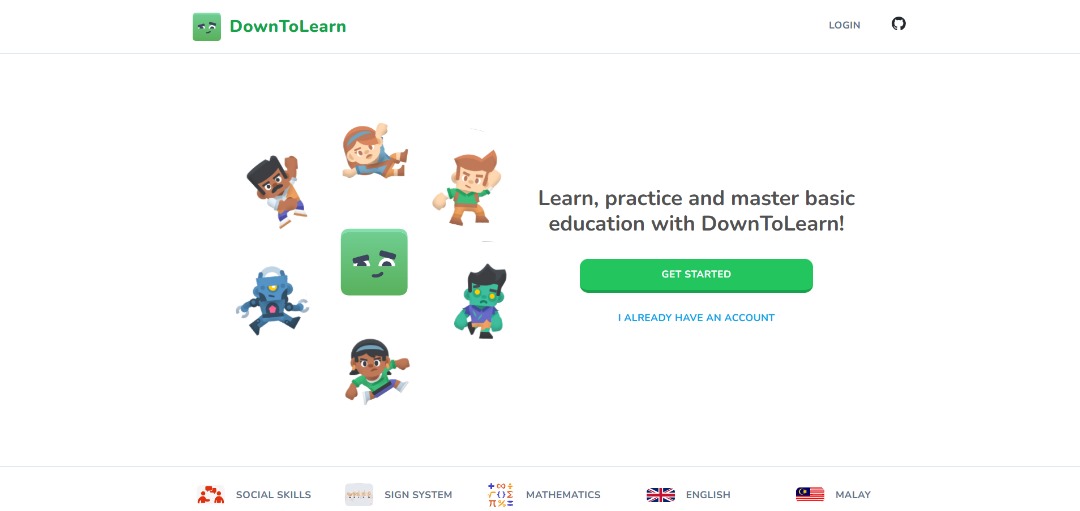 DownToLearn
LOGIN
Learn, practice and master basic
education with DownToLearn!
GET STARTED
I ALREADY HAVE AN ACCOUNT
SOCIAL SKILLS
SIGN SYSTEM
MATHEMATICS
ENGLISH
MALAY